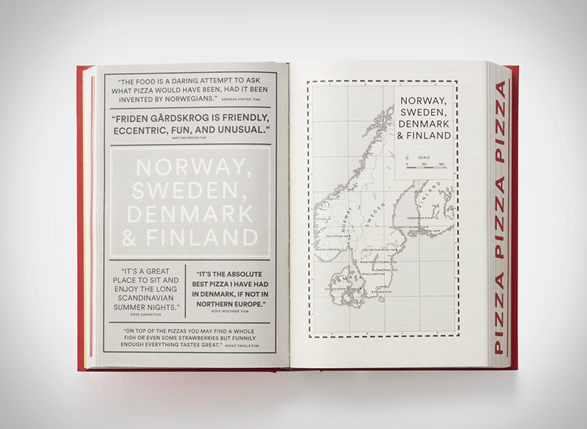 “THE FOOD IS A DARING ATTEMPT TO ASK
WHAT PIZZA WOULD HAVE BEEN, HAD IT BEEN
INVENTED BY NORWEGIANS.”
“FRIDEN GÅRDSKROG IS FRIENDLY,
ECCENTRIC, FUN, AND UNUSUAL.”
NORWAY,
SWEDEN,
DENMARK
& FINLAND
“IT’S A GREAT
PLACE TO SIT AND
ENJOY THE LONG
SCANDINAVIAN
SUMMER NIGHTS.”
“IT’S THE ABSOLUTE
BEST PIZZA I HAVE HAD
IN DENMARK, IF NOT IN
NORTHERN EUROPE.”
“ON TOP OF THE PIZZAS YOU MAY FIND A WHOLE
FISH OR EVEN SOME STRAWBERRIES BUT FUNNILY
ENOUGH EVERYTHING TASTES GREAT.”
NORWAY,
SWEDEN,
DENMARK
& FINLAND
SCALE
NORWAY
SWEDEN
FINLAND
PIZZA PIZZA PIZZA PIZZA